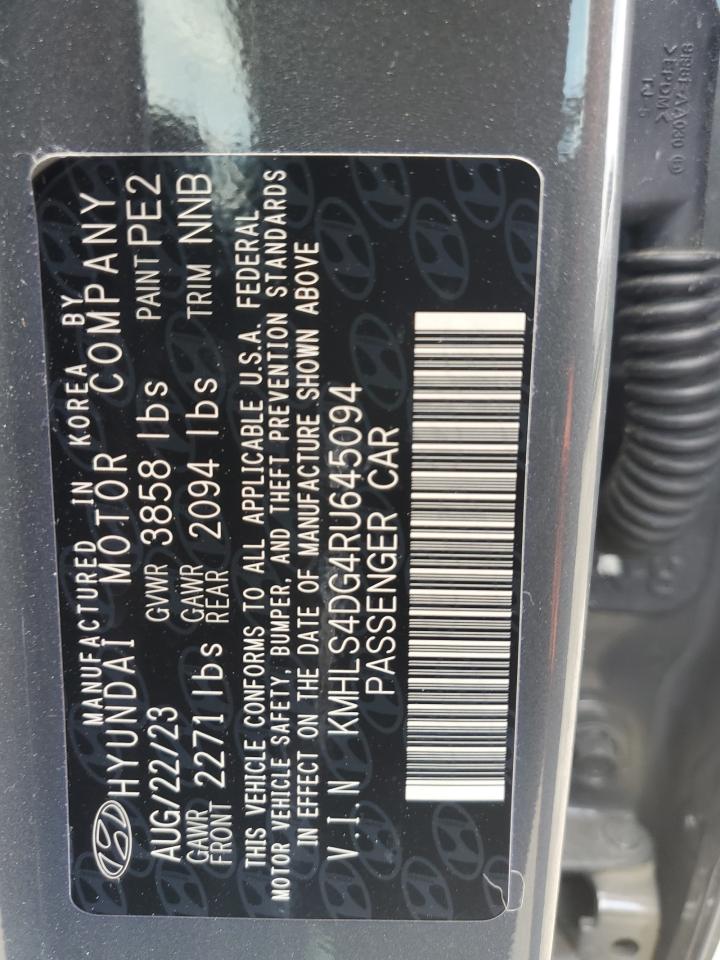 MANUFACTURED IN KOREA BY
HYUNDAI MOTOR COMPANY
AUG/22/23 GVWR 3858 lbs PAINT PE2
GAWR FRONT 2271 lbs GAWR REAR 2094 lbs TRIM NNB
THIS VEHICLE CONFORMS TO ALL APPLICABLE U.S.A. FEDERAL
MOTOR VEHICLE SAFETY, BUMPER, AND THEFT PREVENTION STANDARDS
IN EFFECT ON THE DATE OF MANUFACTURE SHOWN ABOVE
V.I.N KMHLS4DG4RU645094
PASSENGER CAR
>EPDM<